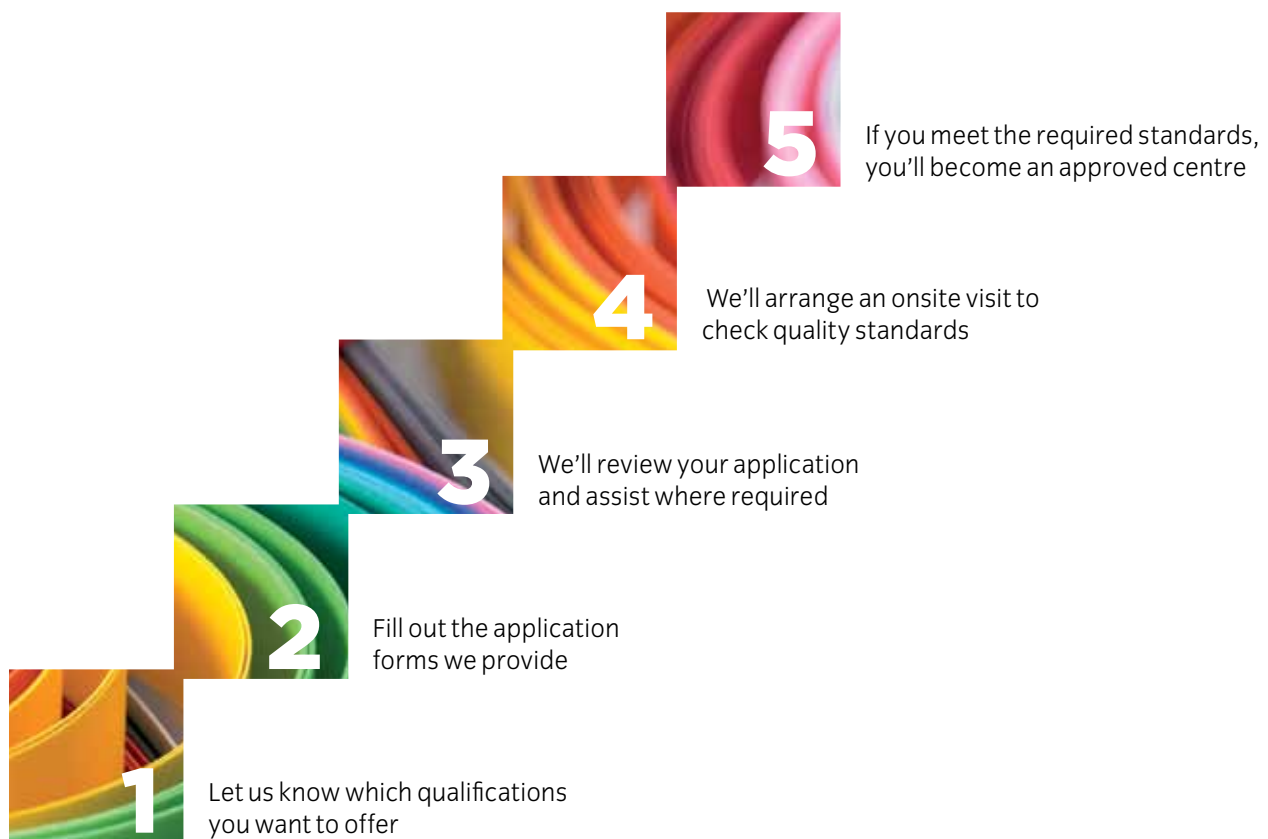 5
If you meet the required standards,
you'll become an approved centre
4
We'll arrange an onsite visit to
check quality standards
3
We'll review your application
and assist where required
2
Fill out the application
forms we provide
1
Let us know which qualifications
you want to offer